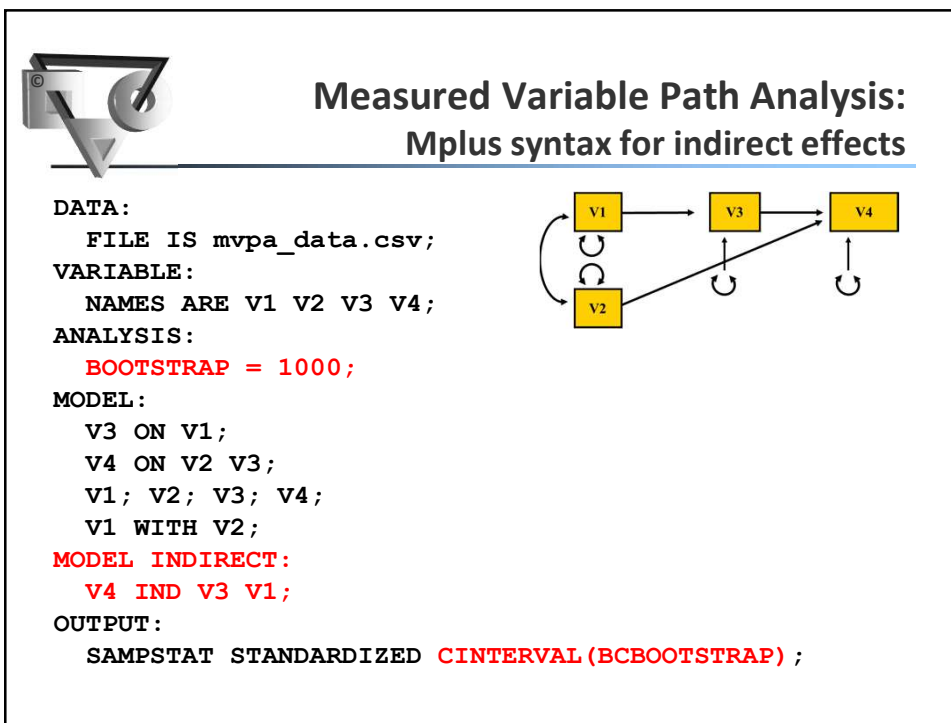 ©
Measured Variable Path Analysis:
Mplus syntax for indirect effects
DATA:
FILE IS mvpa_data.csv;
VARIABLE:
NAMES ARE V1 V2 V3 V4;
ANALYSIS:
BOOTSTRAP = 1000;
MODEL:
V3 ON V1;
V4 ON V2 V3;
V1; V2; V3; V4;
V1 WITH V2;
MODEL INDIRECT:
V4 IND V3 V1;
OUTPUT:
SAMPSTAT STANDARDIZED CINTERVAL(BCBOOTSTRAP);
V1 V3 V4
V2